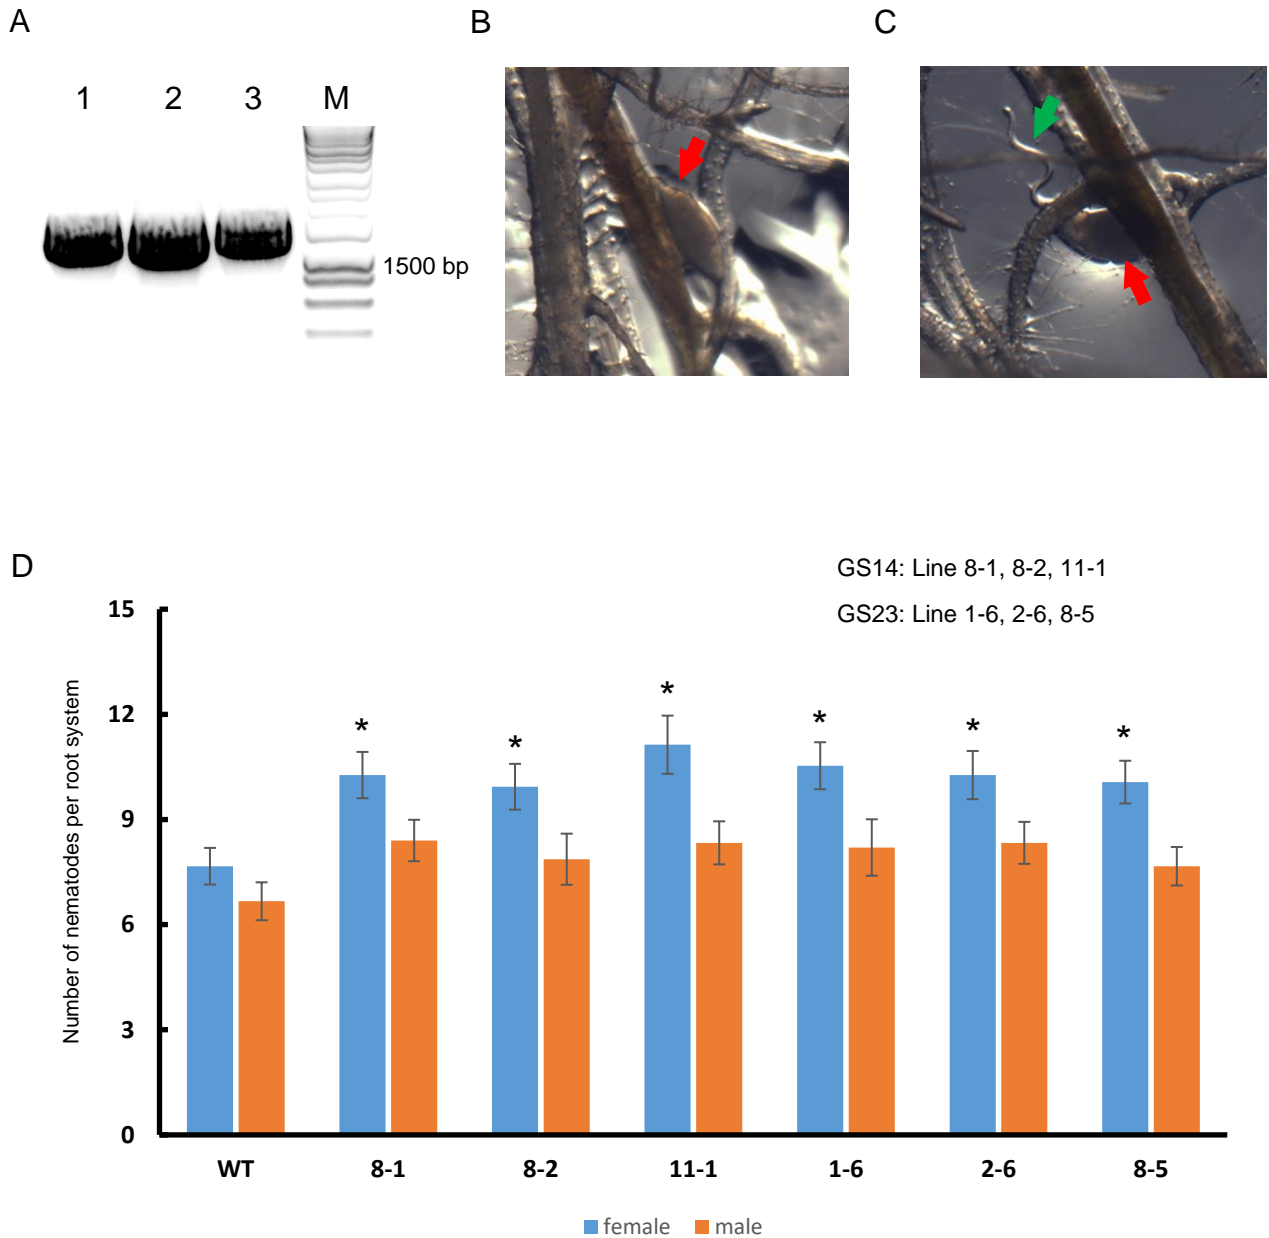 A
B
C
1 2 3 M
1500 bp
D
GS14: Line 8-1, 8-2, 11-1
GS23: Line 1-6, 2-6, 8-5
Number of nematodes per root system
15
12
9
6
3
0
* * * * * *
WT 8-1 8-2 11-1 1-6 2-6 8-5
female male